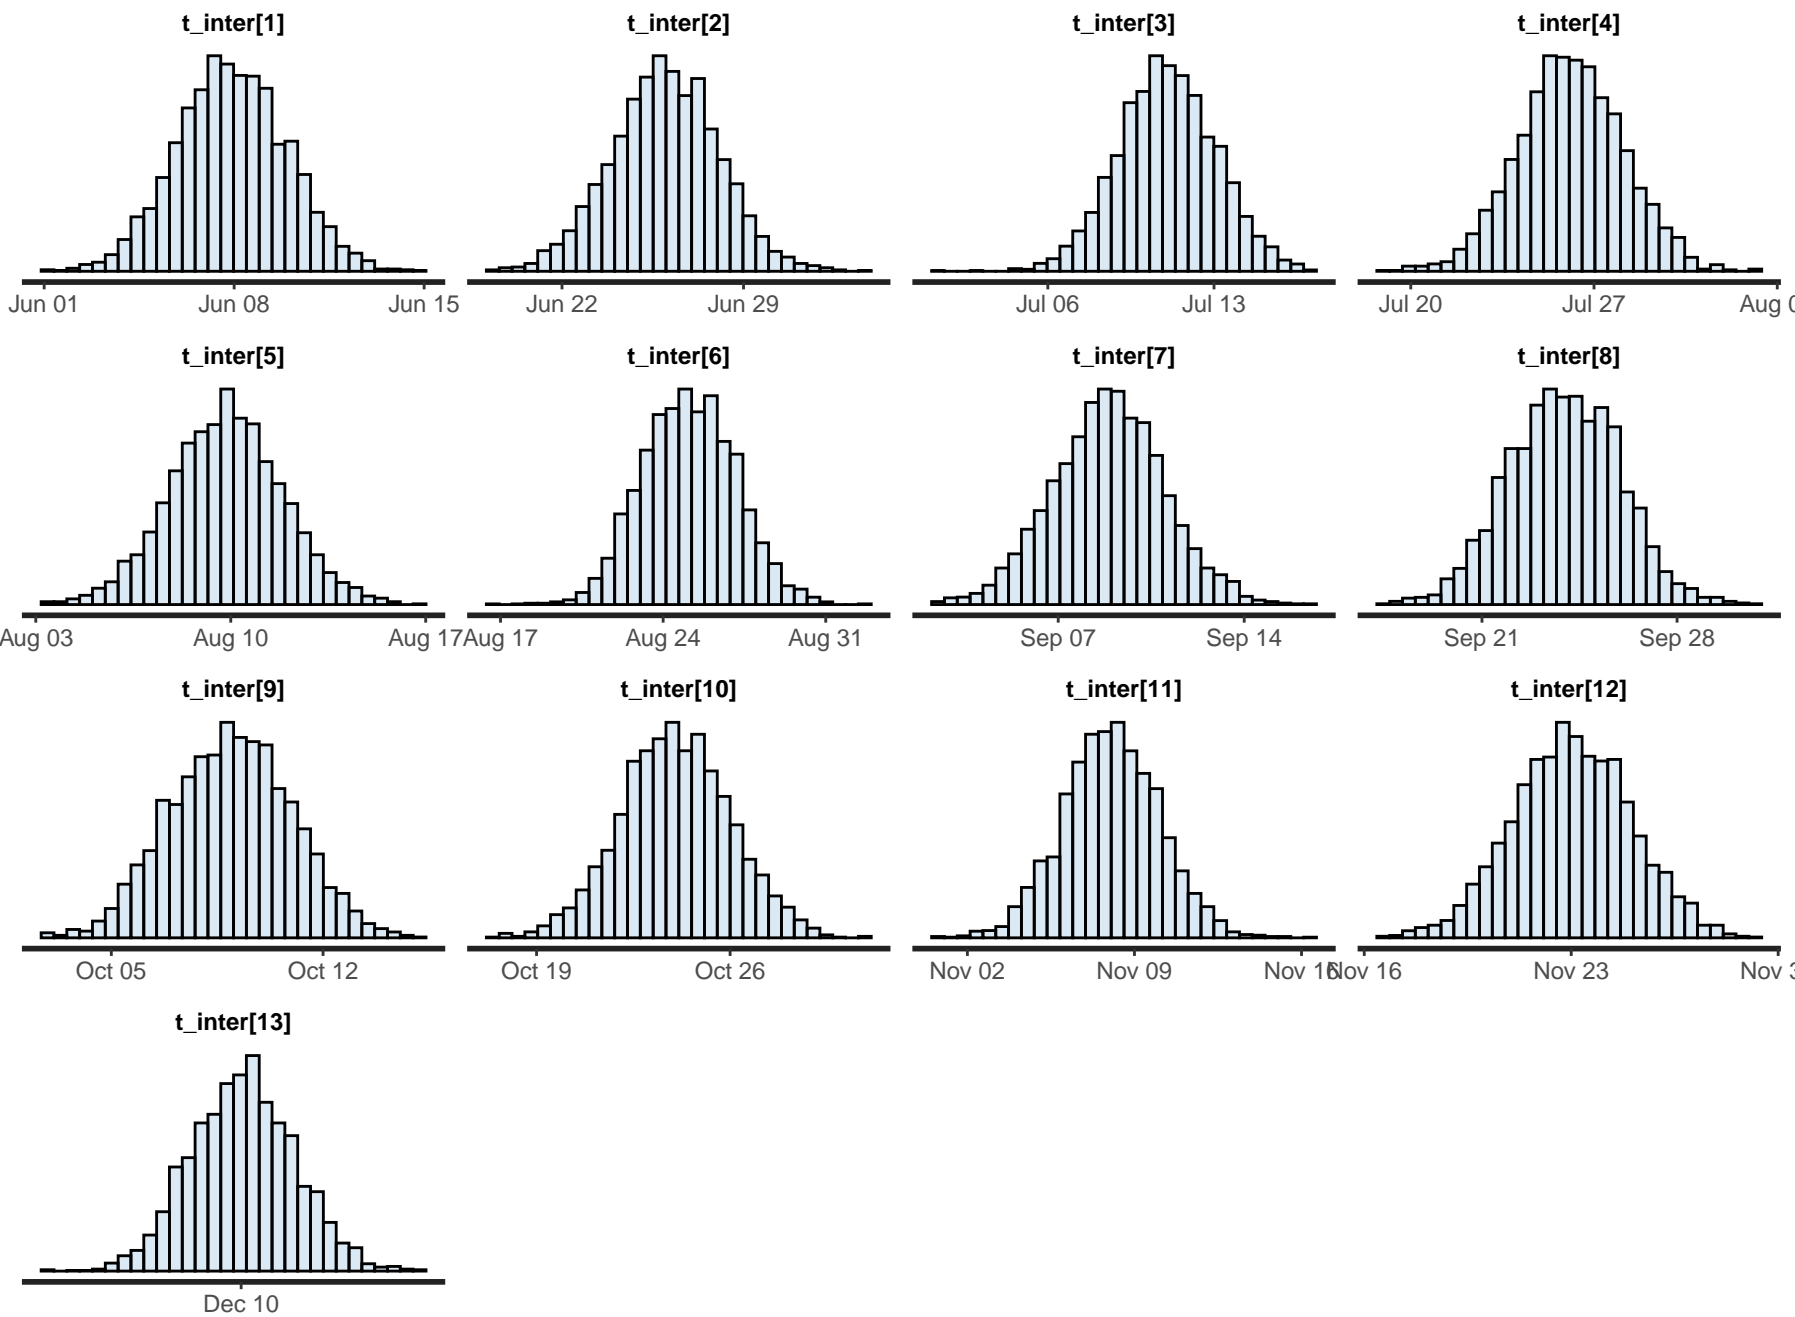 t_inter[1] t_inter[2] t_inter[3] t_inter[4]
Jun 01 Jun 08 Jun 15 Jun 22 Jun 29 Jul 06 Jul 13 Jul 20 Jul 27 Aug
t_inter[5] t_inter[6] t_inter[7] t_inter[8]
Aug 03 Aug 10 Aug 17 Aug 17 Aug 24 Aug 31 Sep 07 Sep 14 Sep 21 Sep 28
t_inter[9] t_inter[10] t_inter[11] t_inter[12]
Oct 05 Oct 12 Oct 19 Oct 26 Nov 02 Nov 09 Nov 16 Nov 16 Nov 23 Nov
t_inter[13]
Dec 10